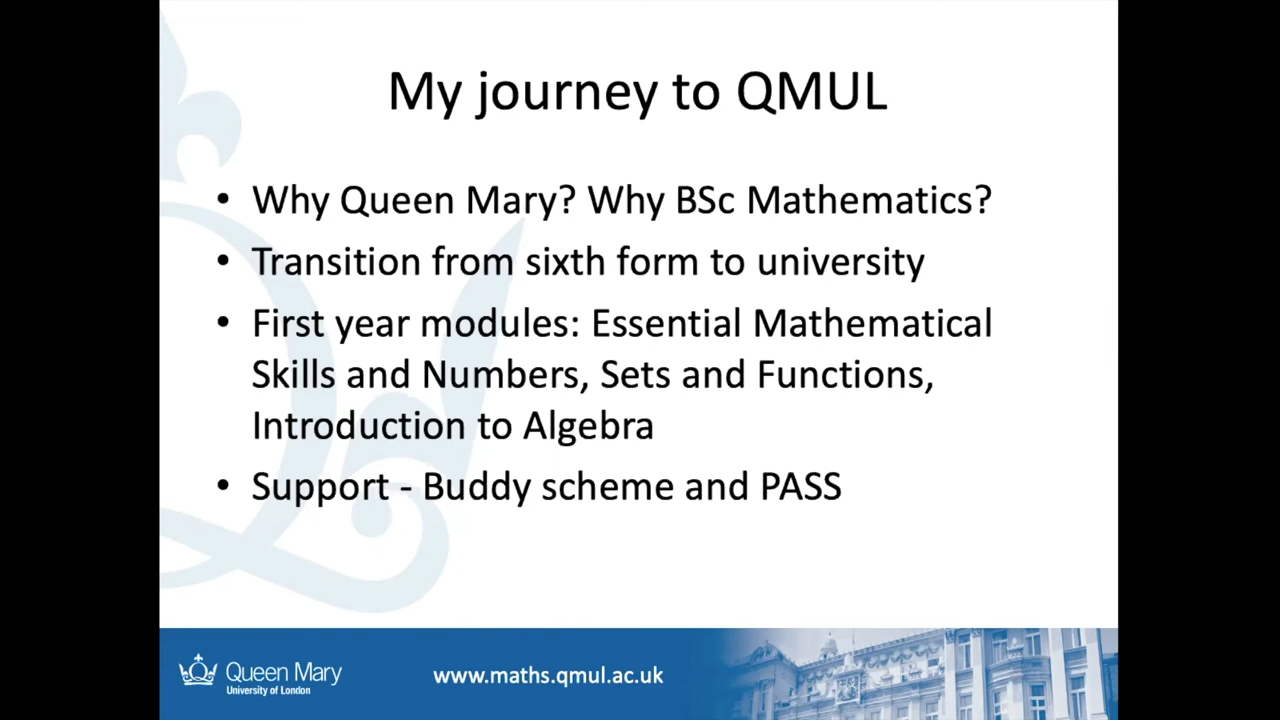 My journey to QMUL
• Why Queen Mary? Why BSc Mathematics?
• Transition from sixth form to university
• First year modules: Essential Mathematical
Skills and Numbers, Sets and Functions,
Introduction to Algebra
• Support - Buddy scheme and PASS
Queen Mary
University of London
www.maths.qmul.ac.uk